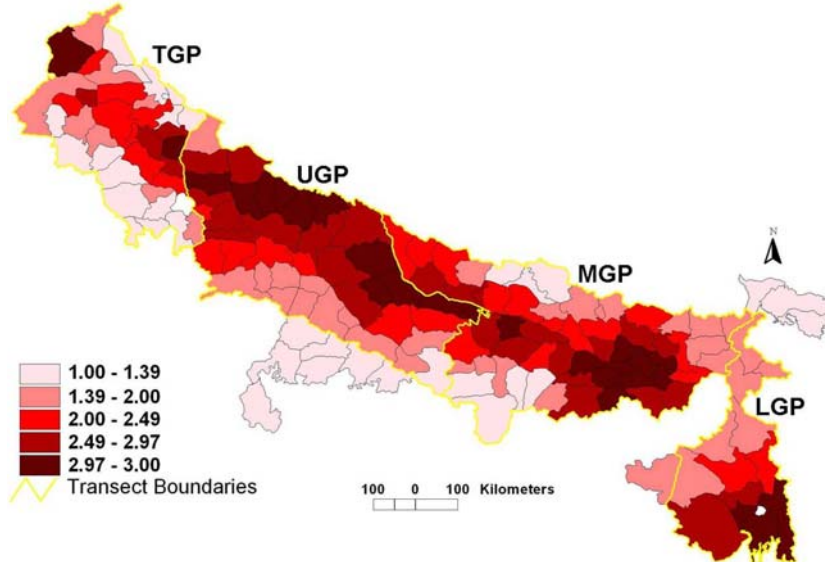 TGP
UGP
N
MGP
LGP
1.00 - 1.39
1.39 - 2.00
2.00 - 2.49
2.49 - 2.97
2.97 - 3.00
Transect Boundaries
100 0 100 Kilometers